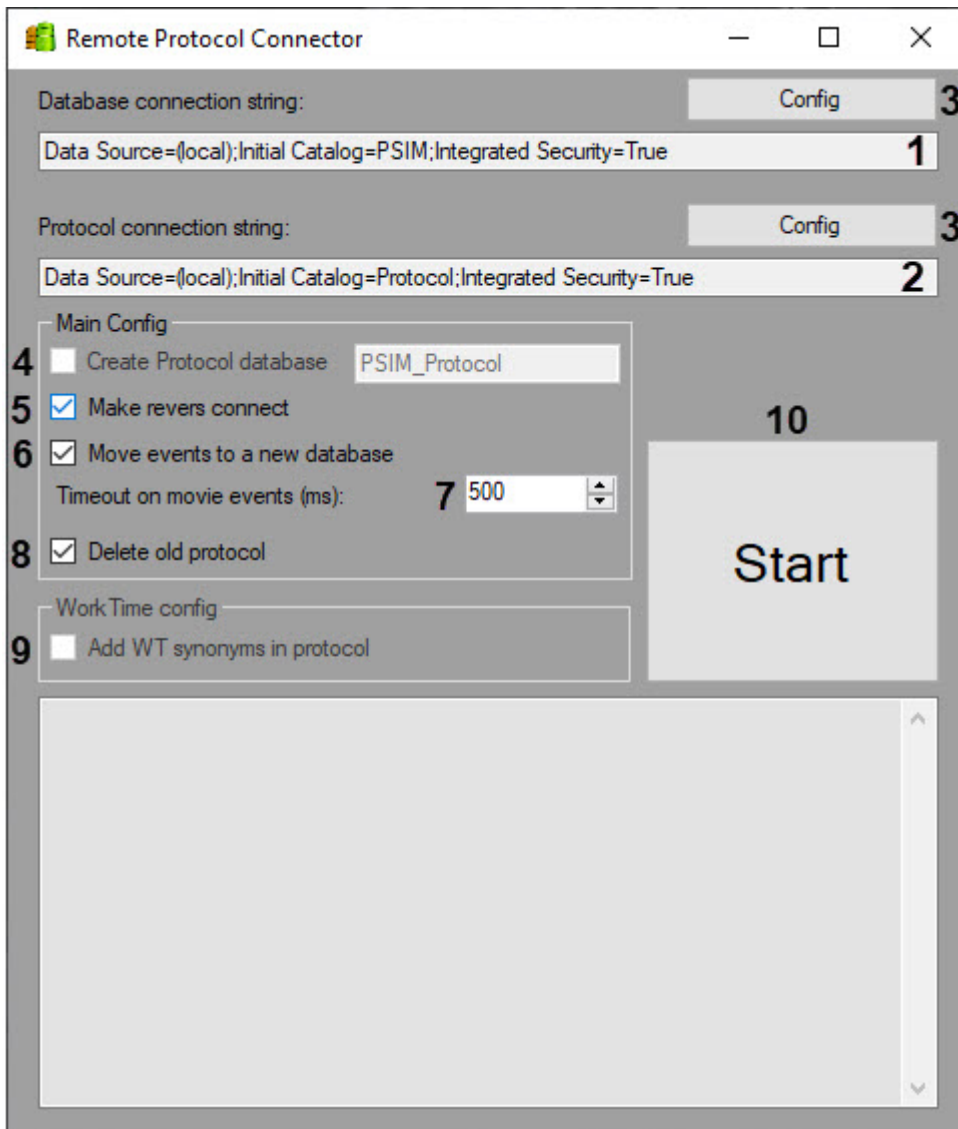 Remote Protocol Connector
Database connection string:
Config 3
Data Source=(local);Initial Catalog=PSIM;Integrated Security=True 1
Protocol connection string:
Config 3
Data Source=(local);Initial Catalog=Protocol;Integrated Security=True 2
Main Config
4 Create Protocol database PSIM_Protocol
5 Make revers connect
6 Move events to a new database
Timeout on movie events (ms): 7 500
8 Delete old protocol
10
Start
WorkTime config
9 Add WT synonyms in protocol